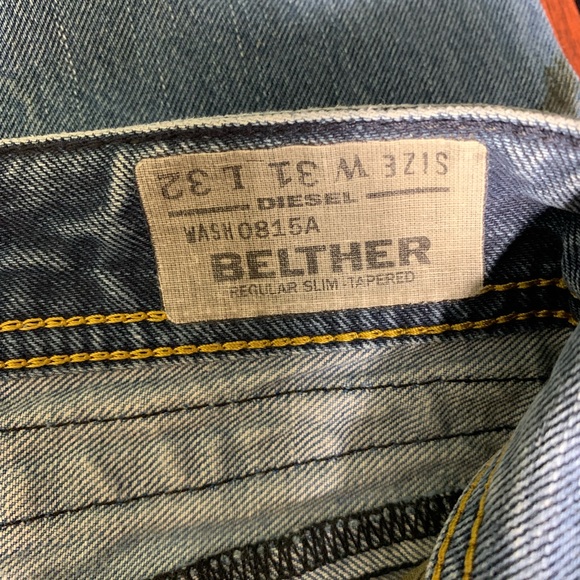 SIZE W 31 L 32
DIESEL
WASH 0815A
BELTHER
REGULAR SLIM-TAPERED